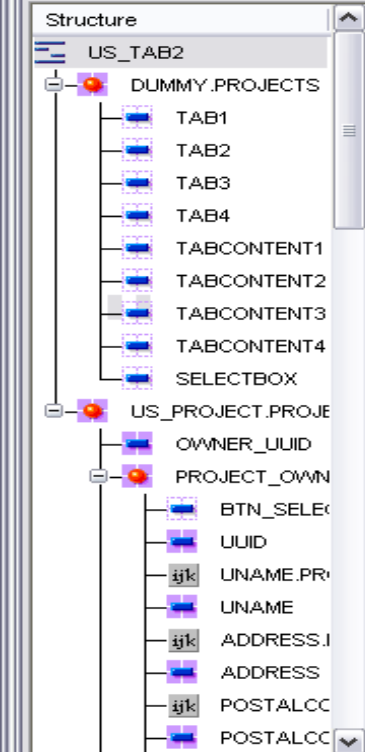 Structure
US_TAB2
DUMMY.PROJECTS
TAB1
TAB2
TAB3
TAB4
TABCONTENT1
TABCONTENT2
TABCONTENT3
TABCONTENT4
SELECTBOX
US_PROJECT.PROJE
OWNER_UUID
PROJECT_OWN
BTN_SELE
UUID
ijk UNAME.PR
UNAME
ijk ADDRESS.
ADDRESS
ijk POSTALCC
POSTALCC